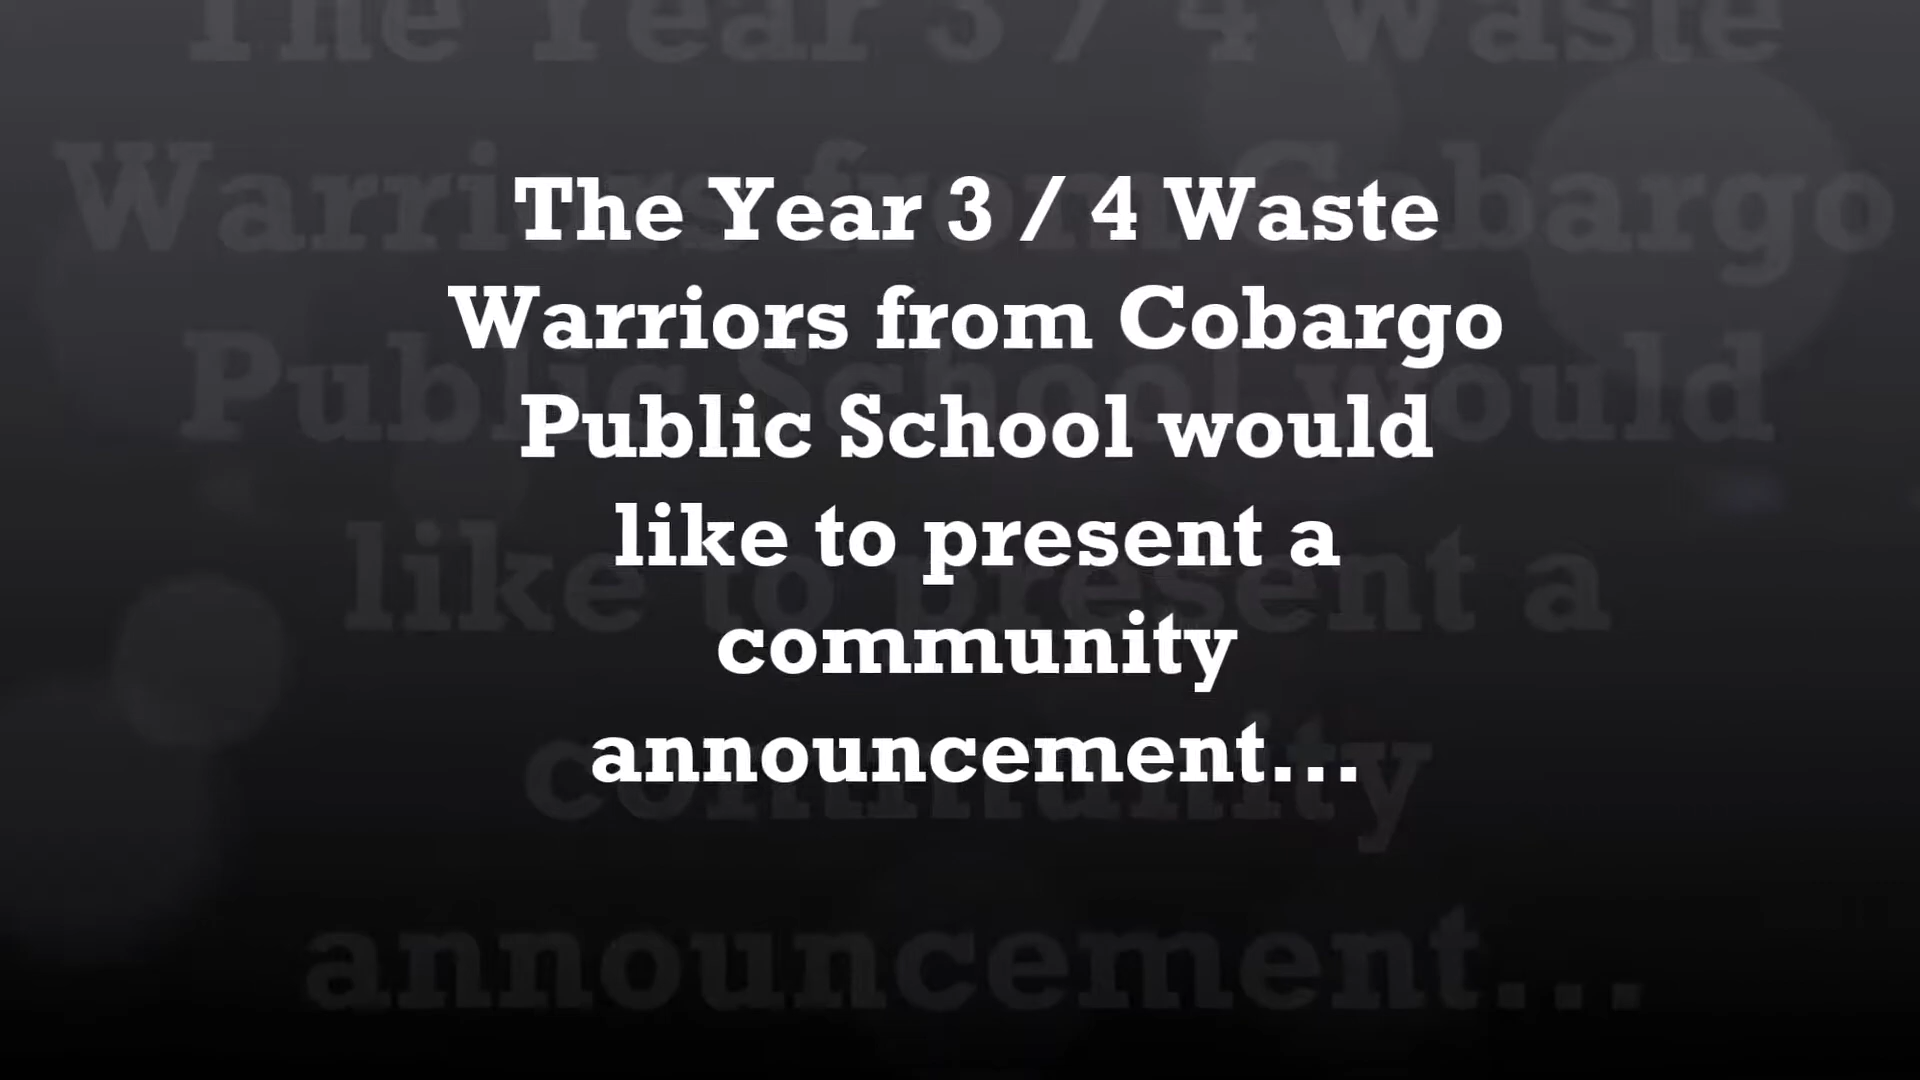 The Year 3 / 4 Waste
Warriors from Cobargo
Public School would
like to present a
community
announcement...